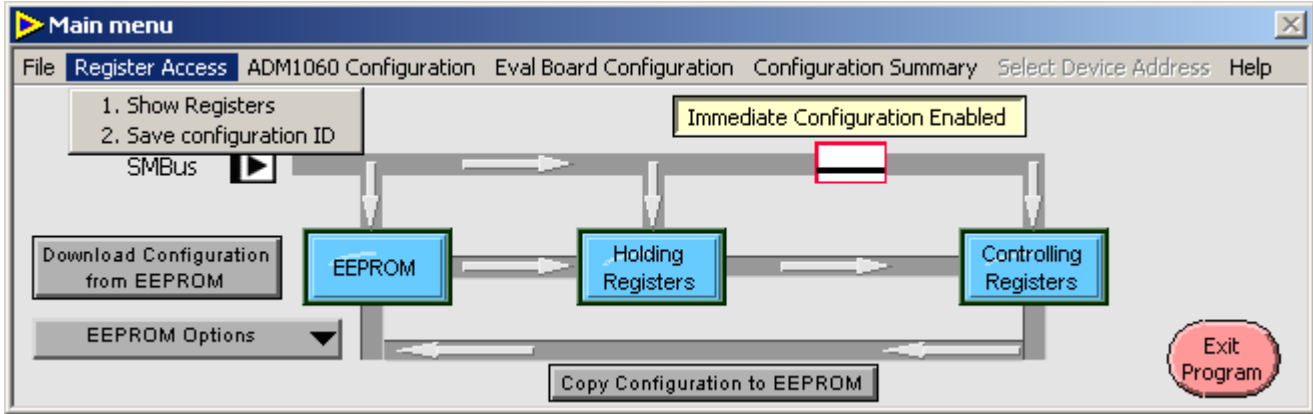 Main menu
File Register Access ADM1060 Configuration Eval Board Configuration Configuration Summary Select Device Address Help
1. Show Registers
2. Save configuration ID
Immediate Configuration Enabled
SMBus
Download Configuration
from EEPROM
EEPROM
Holding
Registers
Controlling
Registers
EEPROM Options
Copy Configuration to EEPROM
Exit
Program